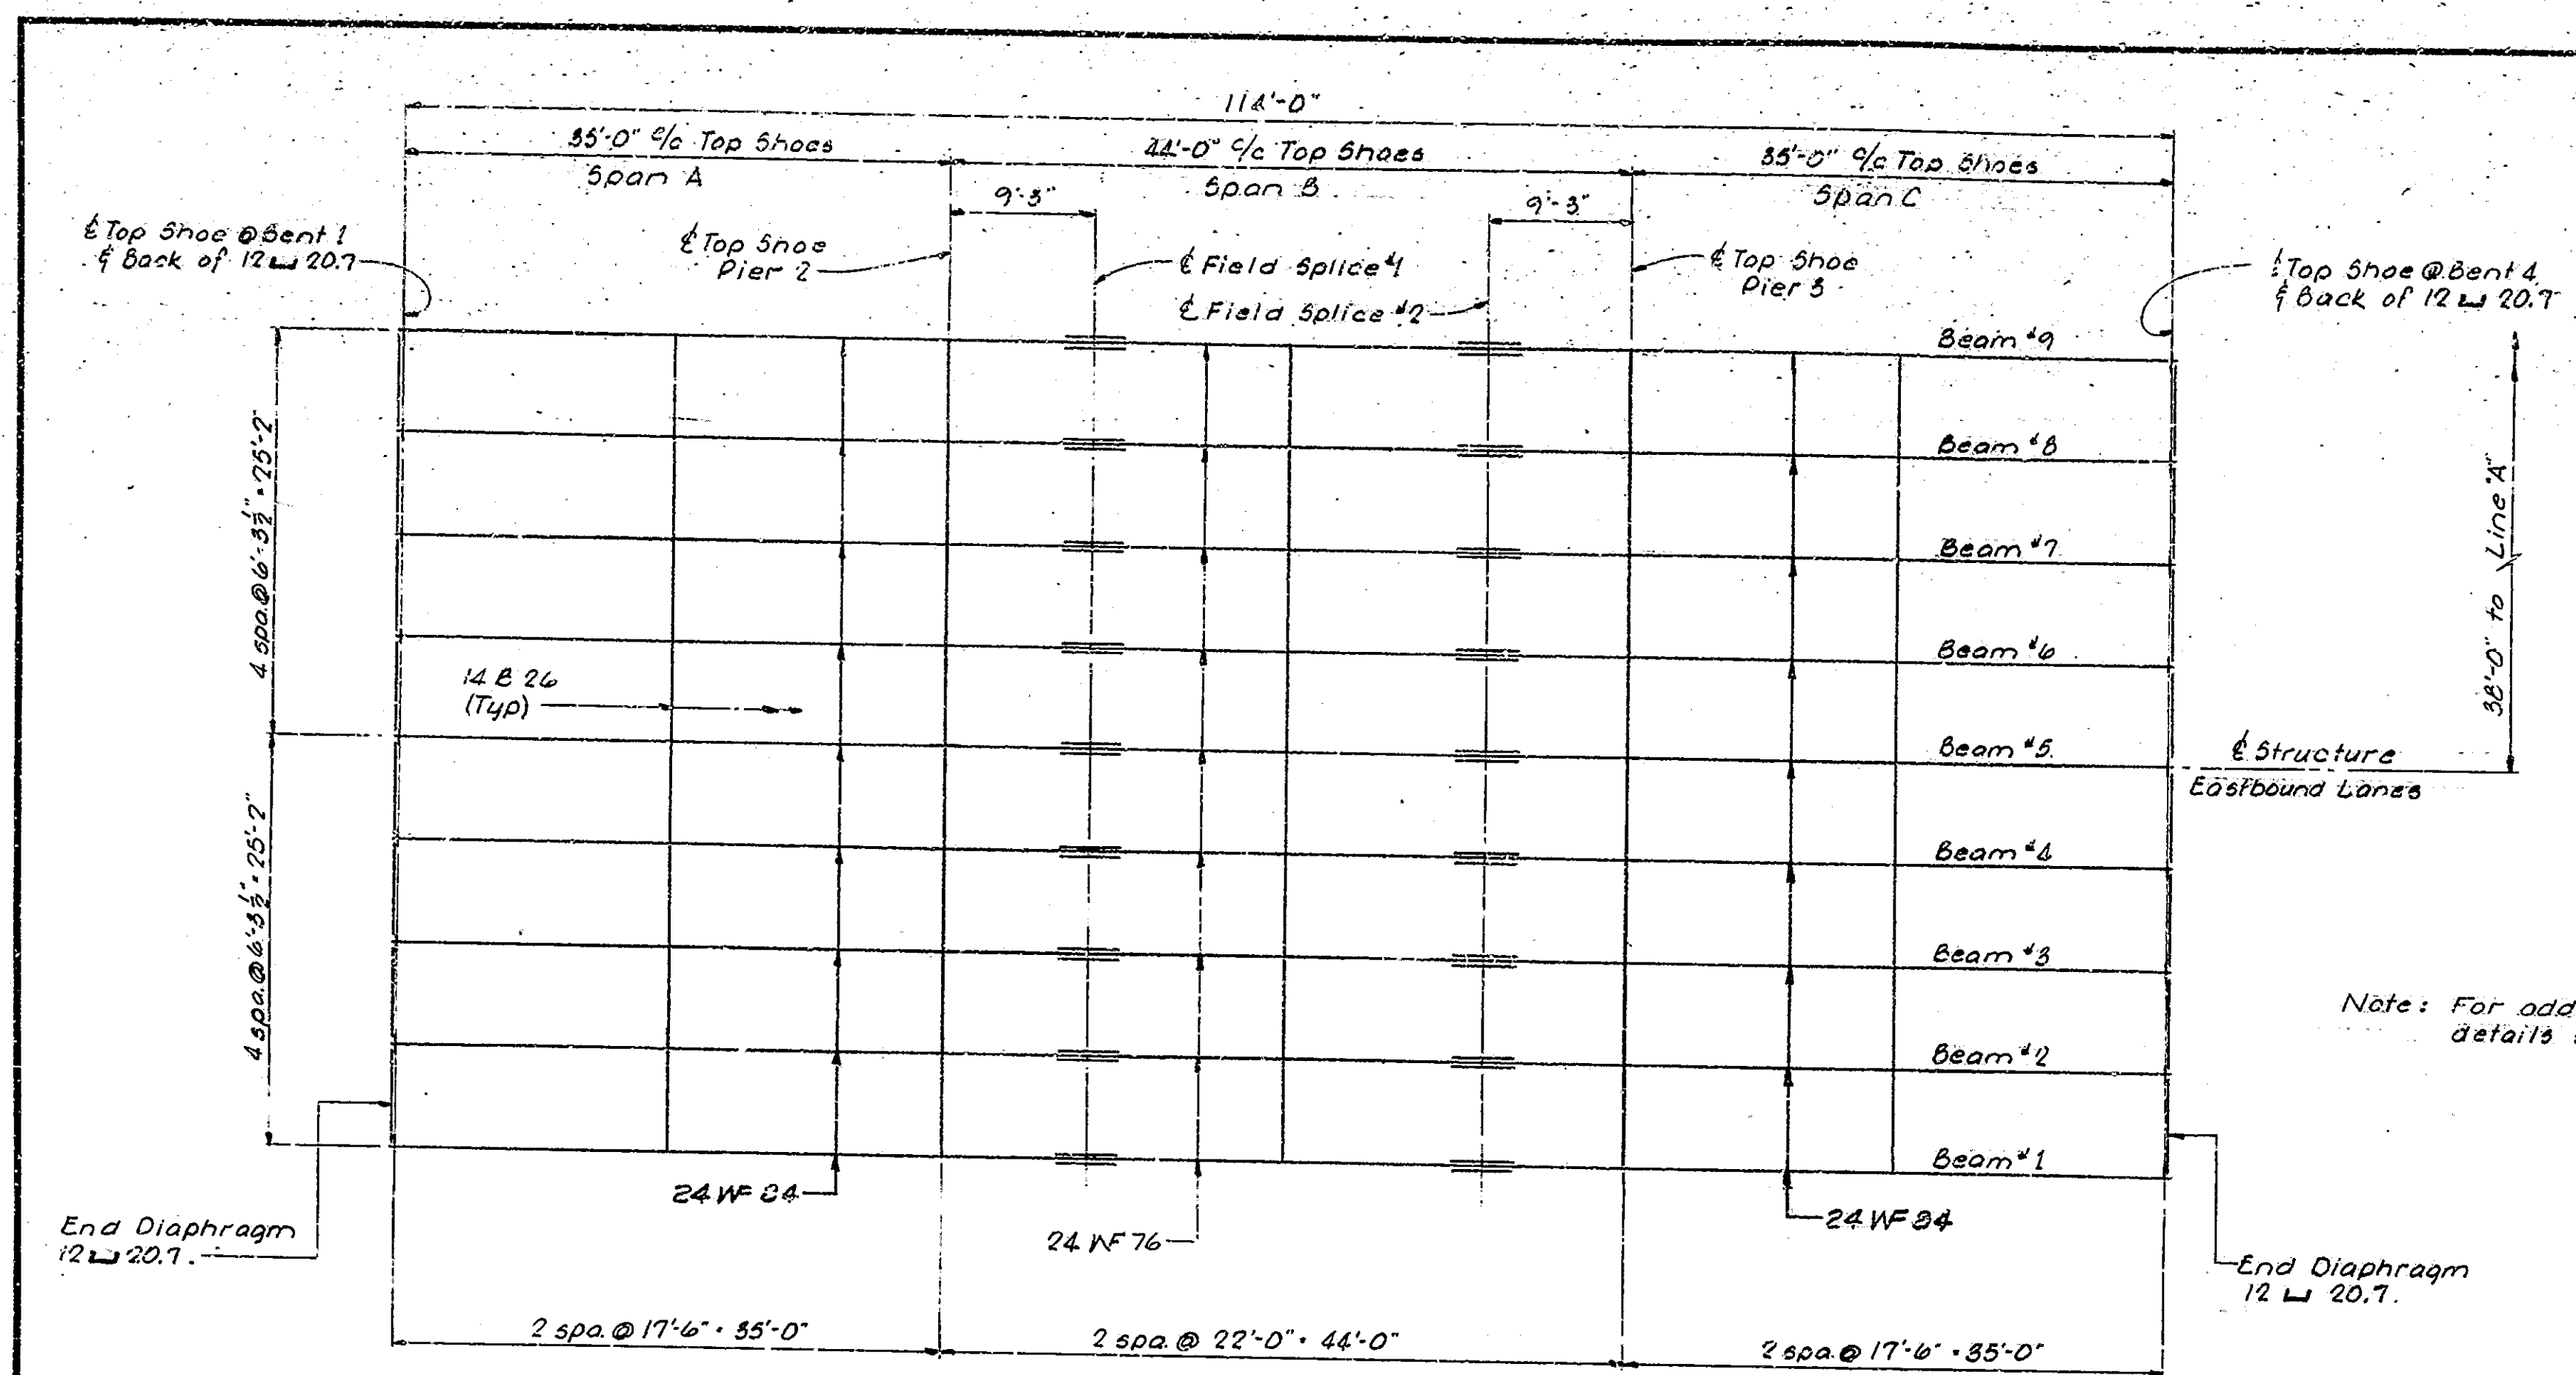 114'-0"
35'-0" c/c Top Shoes
44'-0" c/c Top Shoes
35'-0" c/c Top Shoes
Span A
Span B
Span C
9'-3"
9'-3"
℄ Top Shoe @ Bent 1
& Back of 12 ⊔ 20.7
℄ Top Shoe
Pier 2
℄ Field Splice #1
℄ Field Splice #2
℄ Top Shoe
Pier 3
Top Shoe @ Bent 4
& Back of 12 ⊔ 20.7
Beam #9
Beam #8
Beam #7
Beam #6
Beam #5
Beam #4
Beam #3
Beam #2
Beam #1
4 spa. @ 6'-3½" = 25'-2"
4 spa. @ 6'-3½" = 25'-2"
14 B 26
(Typ)
38'-0" to Line "A"
℄ Structure
Eastbound Lanes
Note: For
details
24 WF 84
24 WF 76
24 WF 84
End Diaphragm
12 ⊔ 20.7.
End Diaphragm
12 ⊔ 20.7.
2 spa. @ 17'-6" = 35'-0"
2 spa. @ 22'-0" = 44'-0"
2 spa. @ 17'-6" = 35'-0"